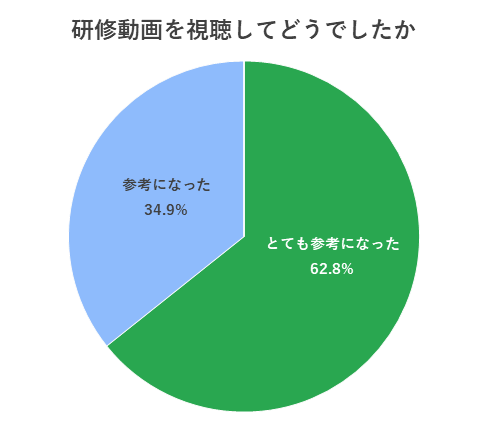 研修動画を視聴してどうでしたか
参考になった
34.9%
とても参考になった
62.8%